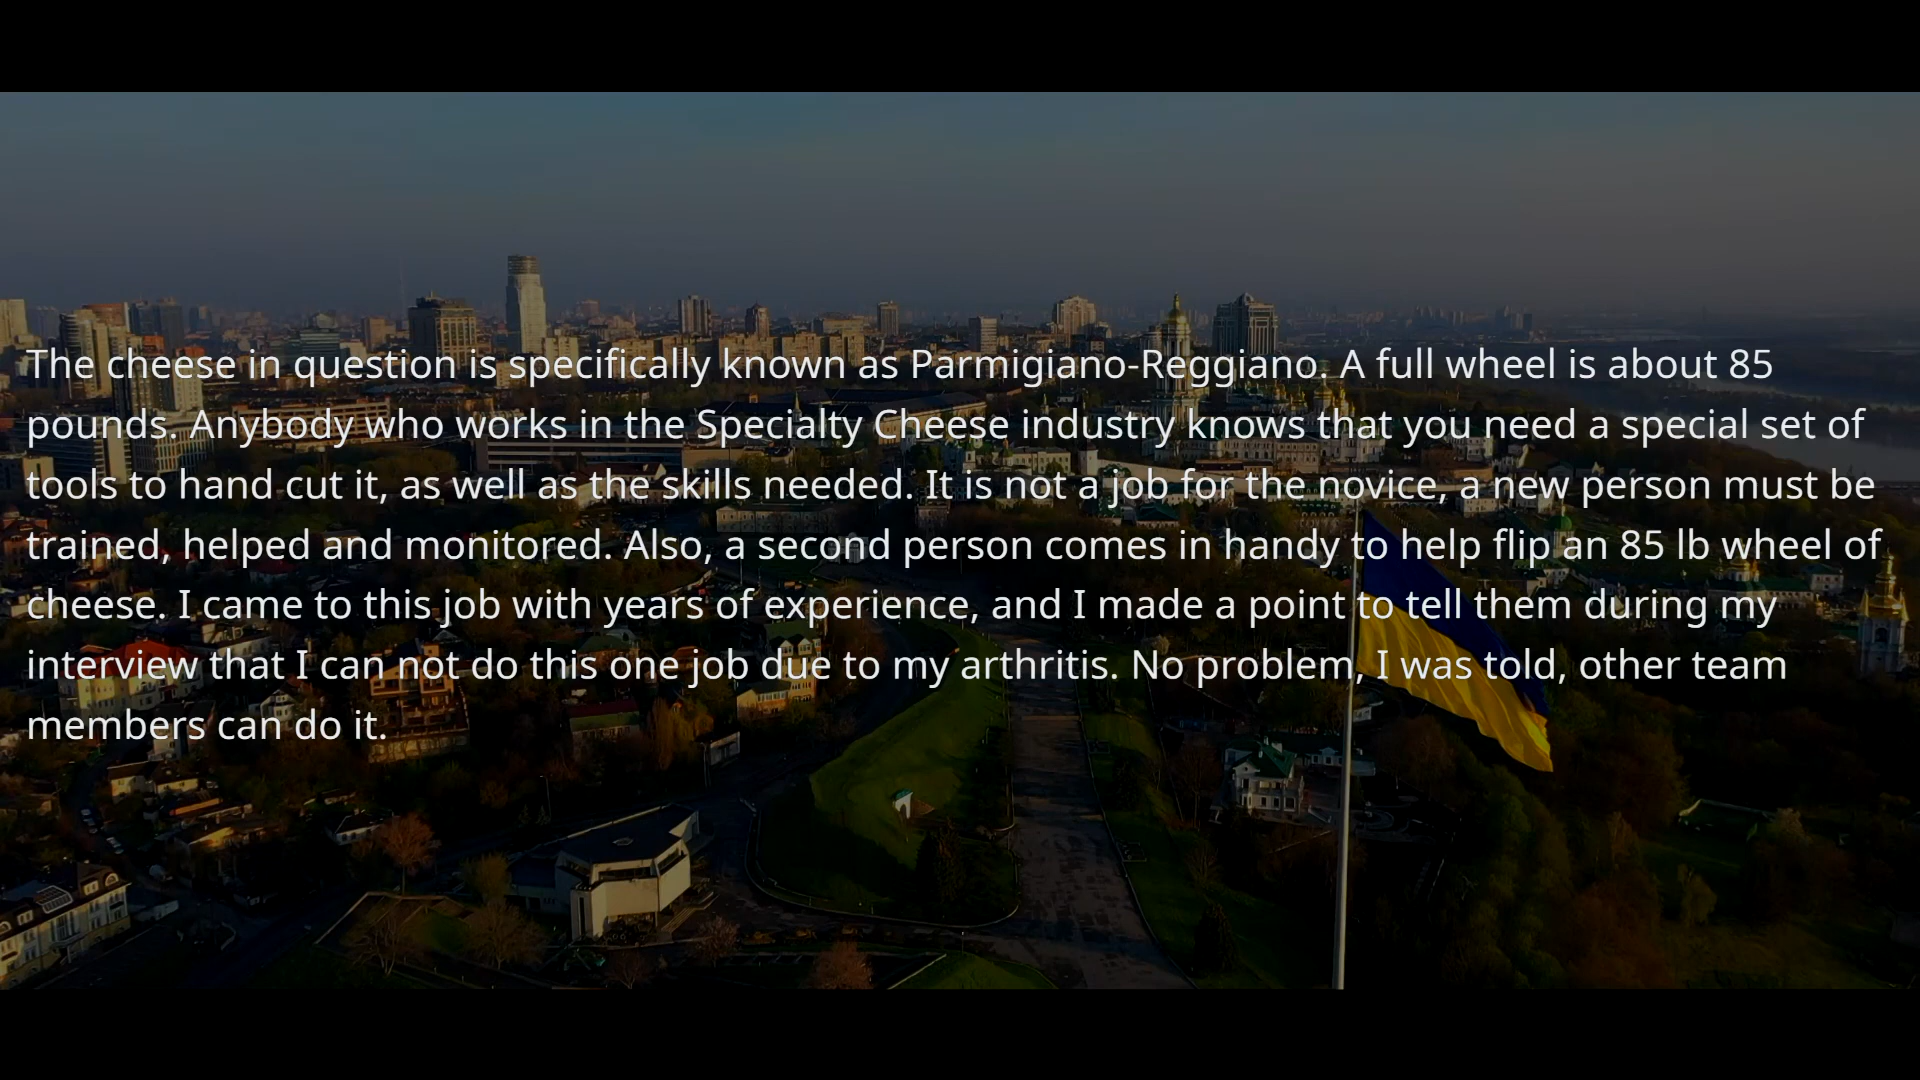 The cheese in question is specifically known as Parmigiano-Reggiano. A full wheel is about 85
pounds. Anybody who works in the Specialty Cheese industry knows that you need a special set of
tools to hand cut it, as well as the skills needed. It is not a job for the novice, a new person must be
trained, helped and monitored. Also, a second person comes in handy to help flip an 85 lb wheel of
cheese. I came to this job with years of experience, and I made a point to tell them during my
interview that I can not do this one job due to my arthritis. No problem, I was told, other team
members can do it.